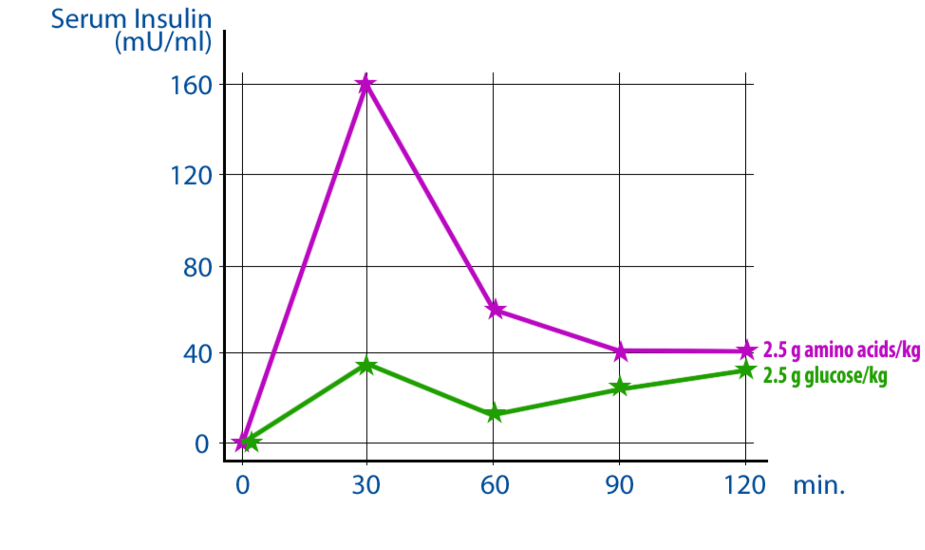 Serum Insulin
(mU/ml)
160
120
80
40
0
2.5 g amino acids/kg
2.5 g glucose/kg
0 30 60 90 120 min.